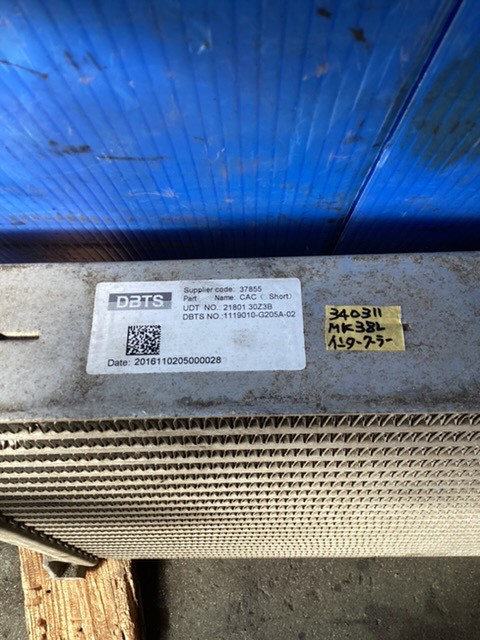 DBTS
Supplier code: 37855
Part Name: CAC ( Short)
UDT NO.: 21801 30Z3B
DBTS NO.:1119010-G205A-02
Date: 2016110205000028
340311
MK38L
インタークーラー